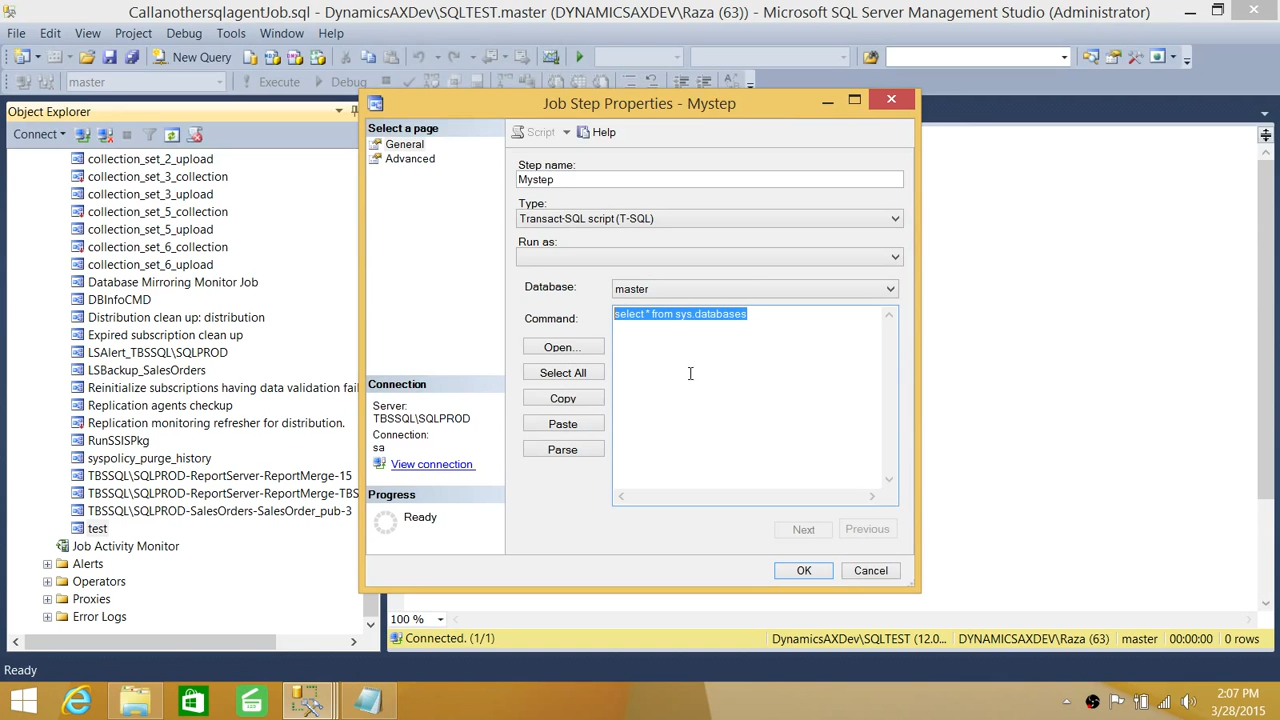 CallanothersqlagentJob.sql - DynamicsAXDev\SQLTEST.master (DYNAMICSAXDEV\Raza (63)) - Microsoft SQL Server Management Studio (Administrator)
File Edit View Project Debug Tools Window Help
New Query
master Execute Debug
Object Explorer
Connect
collection_set_2_upload
collection_set_3_collection
collection_set_3_upload
collection_set_5_collection
collection_set_5_upload
collection_set_6_collection
collection_set_6_upload
Database Mirroring Monitor Job
DBInfoCMD
Distribution clean up: distribution
Expired subscription clean up
LSAlert_TBSSQL\SQLPROD
LSBackup_SalesOrders
Reinitialize subscriptions having data validation fail
Replication agents checkup
Replication monitoring refresher for distribution.
RunSSISPkg
syspolicy_purge_history
TBSSQL\SQLPROD-ReportServer-ReportMerge-15
TBSSQL\SQLPROD-ReportServer-ReportMerge-TBS
TBSSQL\SQLPROD-SalesOrders-SalesOrder_pub-3
test
Job Activity Monitor
Alerts
Operators
Proxies
Error Logs
Job Step Properties - Mystep
Select a page
General
Advanced
Connection
Server:
TBSSQL\SQLPROD
Connection:
sa
View connection
Progress
Ready
Script Help
Step name:
Mystep
Type:
Transact-SQL script (T-SQL)
Run as:
Database: master
Command: select * from sys.databases
Open...
Select All
Copy
Paste
Parse
Next Previous
OK Cancel
100 %
Connected. (1/1) DynamicsAXDev\SQLTEST (12.0... DYNAMICSAXDEV\Raza (63) master 00:00:00 0 rows
Ready
2:07 PM
3/28/2015